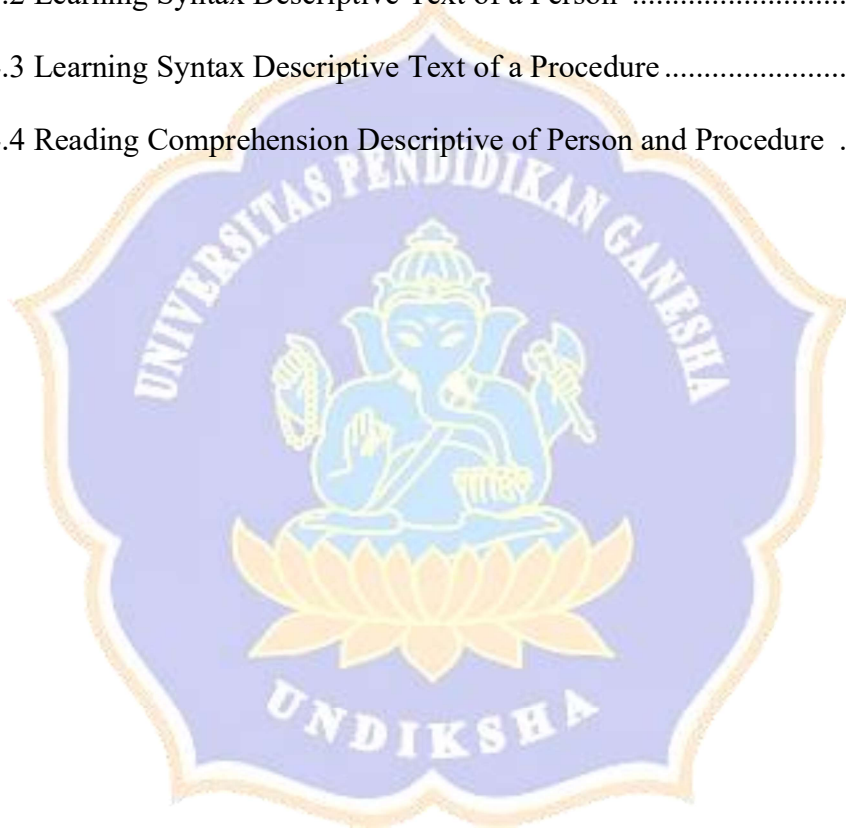 .2 Learning Syntax Descriptive Text of a Person ...........................
.3 Learning Syntax Descriptive Text of a Procedure .......................
.4 Reading Comprehension Descriptive of Person and Procedure .
UNIVERSITAS PENDIDIKAN GANESHA
UNDIKSHA